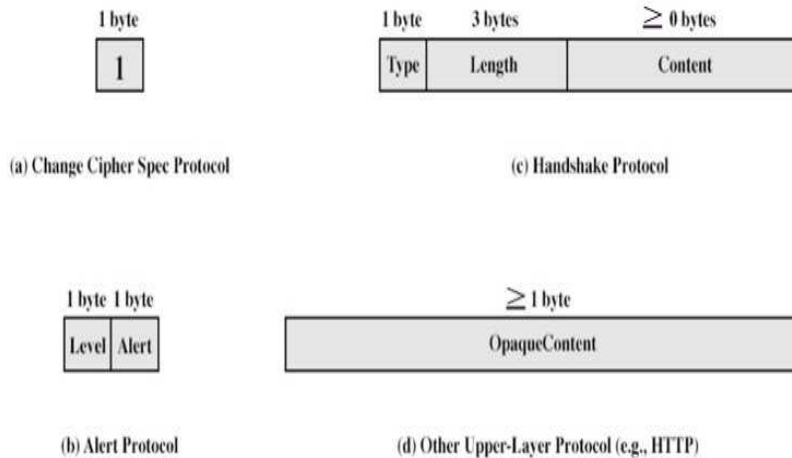 1 byte
1
(a) Change Cipher Spec Protocol
1 byte 3 bytes ≥ 0 bytes
Type Length Content
(c) Handshake Protocol
1 byte 1 byte
Level Alert
(b) Alert Protocol
≥ 1 byte
OpaqueContent
(d) Other Upper-Layer Protocol (e.g., HTTP)